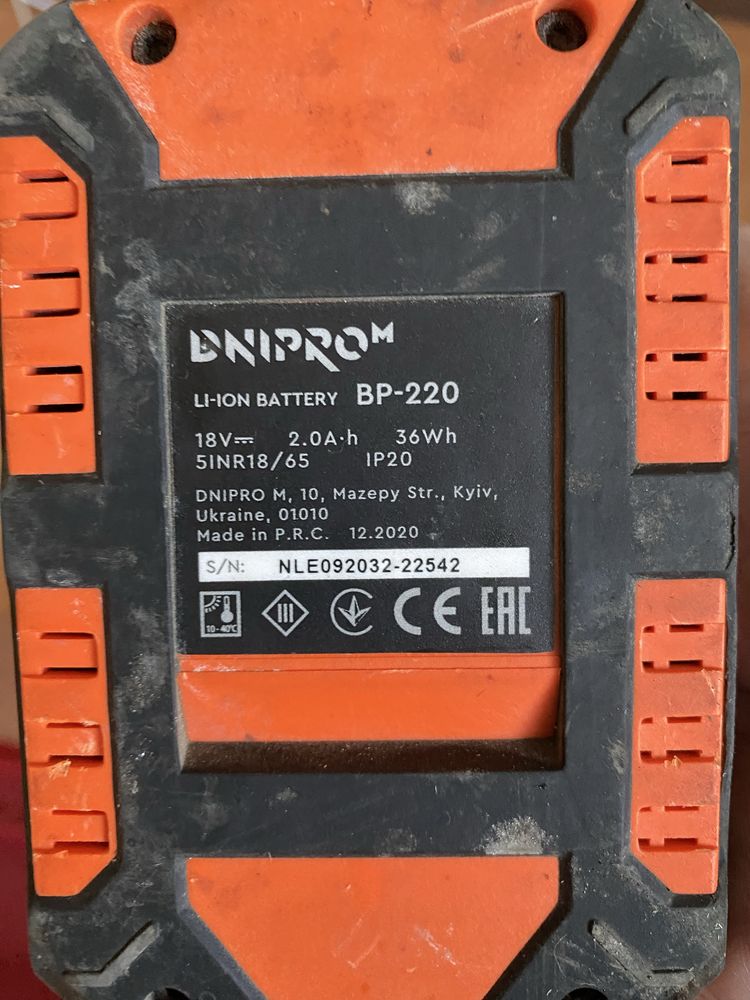 DNIPRO M
LI-ION BATTERY BP-220
18V⎓ 2.0A·h 36Wh
5INR18/65 IP20
DNIPRO M, 10, Mazepy Str., Kyiv,
Ukraine, 01010
Made in P.R.C. 12.2020
S/N: NLE092032-22542
10-40°C III CE EAC